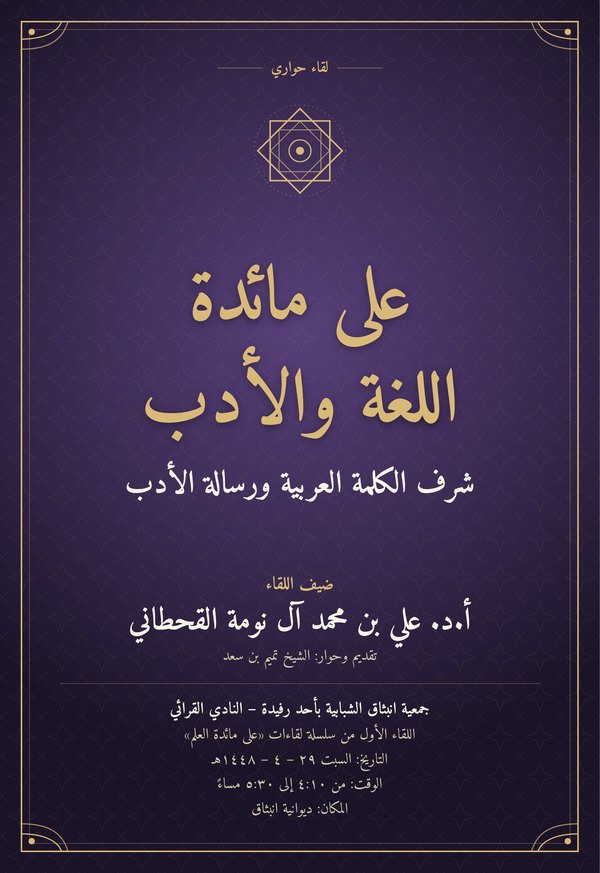 لقاء حواري
على مائدة
اللغة والأدب
شرف الكلمة العربية ورسالة الأدب
ضيف اللقاء
أ.د. علي بن محمد آل نومة القحطاني
تقديم وحوار: الشيخ تميم بن سعد
جمعية انبثاق الشبابية بأحد رفيدة – النادي القرائي
اللقاء الأول من سلسلة لقاءات «على مائدة العلم»
التاريخ: السبت ٢٩ – ٤ – ١٤٤٨هـ
الوقت: من ٤:١٠ إلى ٥:٣٠ مساءً
المكان: ديوانية انبثاق